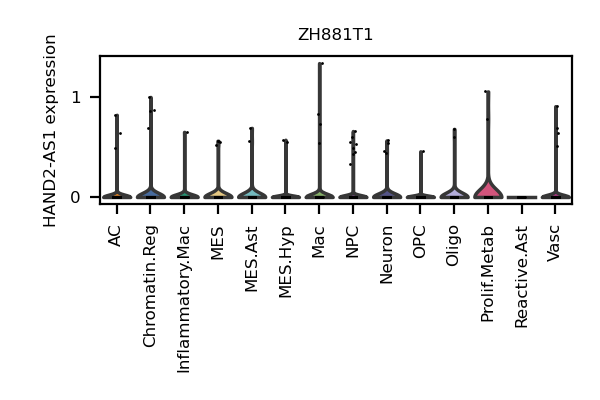 ZH881T1
HAND2-AS1 expression
1
0
AC
Chromatin.Reg
Inflammatory.Mac
MES
MES.Ast
MES.Hyp
Mac
NPC
Neuron
OPC
Oligo
Prolif.Metab
Reactive.Ast
Vasc